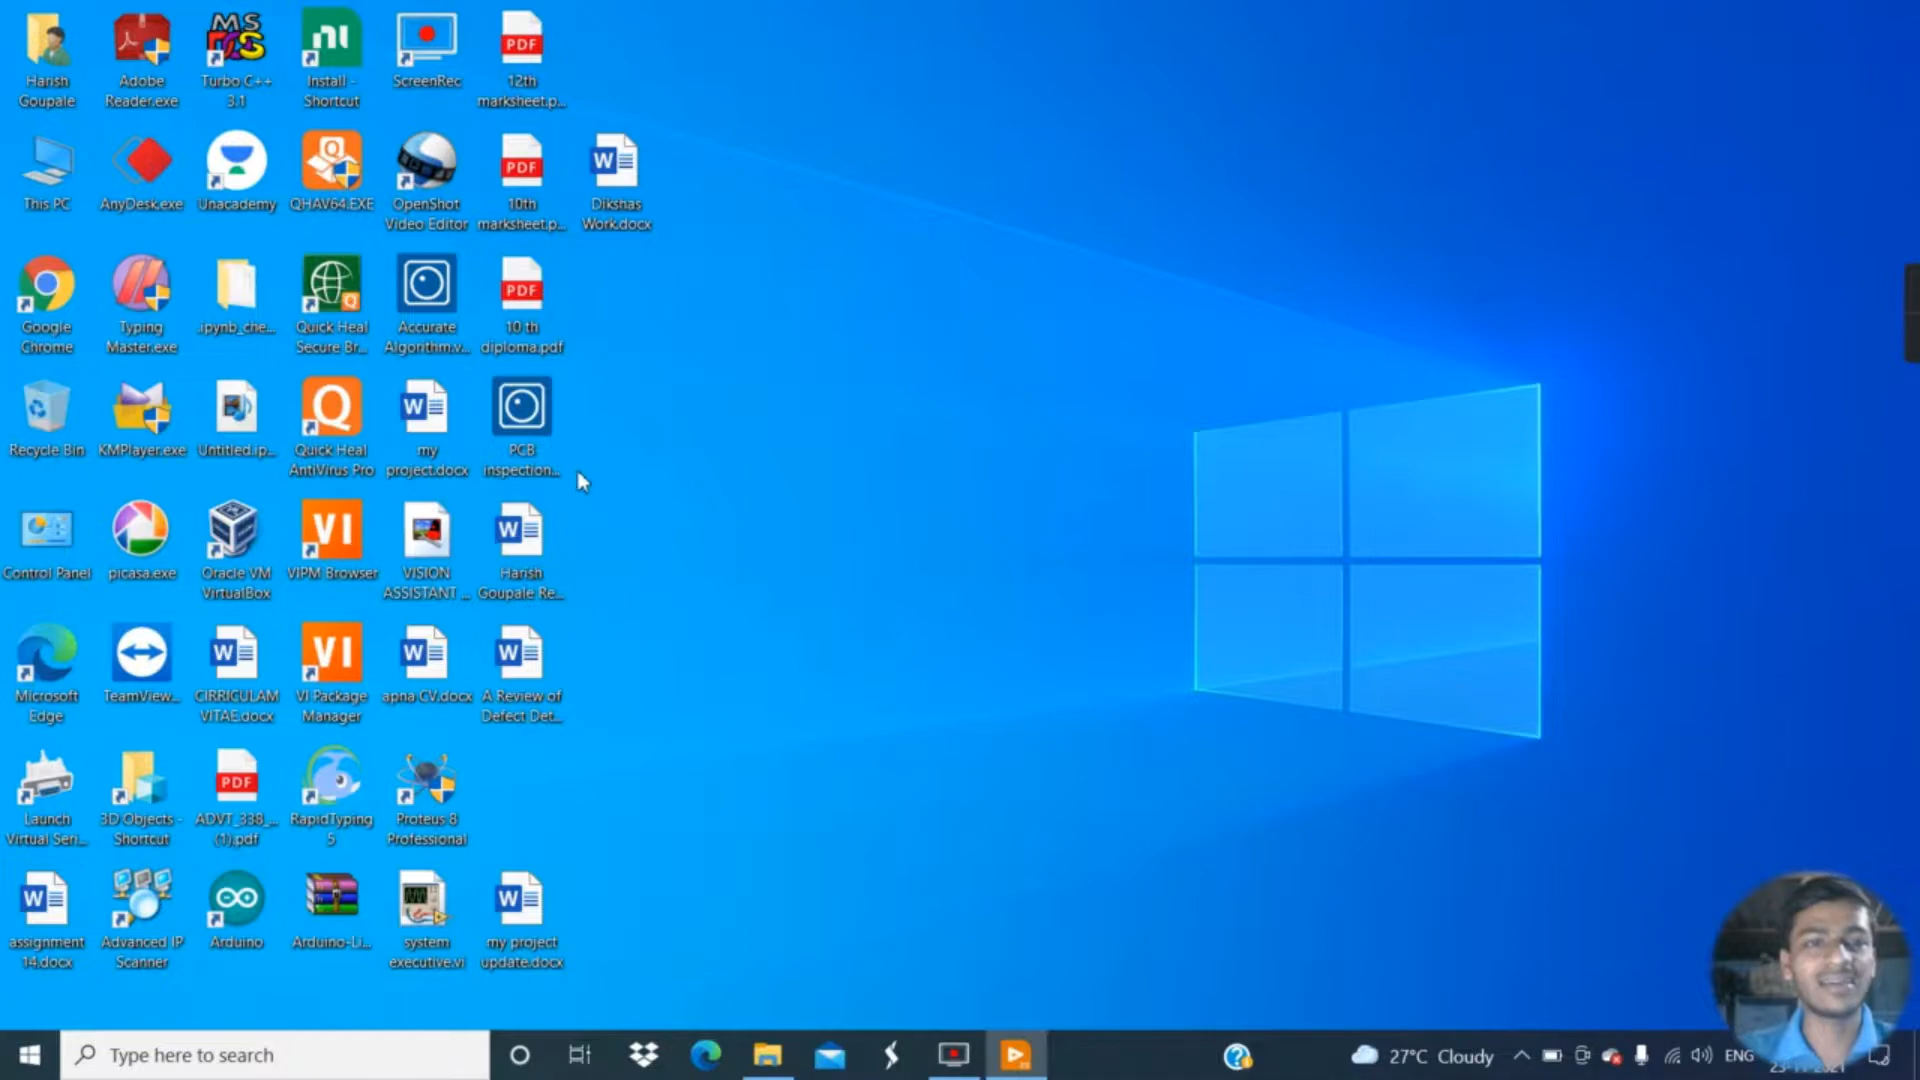 Harish
Goupale
Adobe
Reader.exe
MS
DOS
Turbo C++
3.1
Install -
Shortcut
ScreenRec
PDF
12th
marksheet.p...
This PC
AnyDesk.exe
Unacademy
QHAV64.EXE
OpenShot
Video Editor
PDF
10th
marksheet.p...
W
Dikshas
Work.docx
Google
Chrome
Typing
Master.exe
.ipynb_che...
Quick Heal
Secure Br...
Accurate
Algorithm.v...
PDF
10 th
diploma.pdf
Recycle Bin
KMPlayer.exe
Untitled.ip...
Quick Heal
AntiVirus Pro
W
my
project.docx
PCB
inspection...
Control Panel
picasa.exe
Oracle VM
VirtualBox
VI
VIPM Browser
VISION
ASSISTANT ...
W
Harish
Goupale Re...
Microsoft
Edge
TeamView...
W
CIRRICULAM
VITAE.docx
VI
VI Package
Manager
W
apna CV.docx
W
A Review of
Defect Det...
Launch
Virtual Seri...
3D Objects -
Shortcut
PDF
ADVT_338_...
(1).pdf
RapidTyping
5
Proteus 8
Professional
W
assignment
14.docx
Advanced IP
Scanner
Arduino
Arduino-Li...
system
executive.vi
W
my project
update.docx
Type here to search
27°C Cloudy
ENG